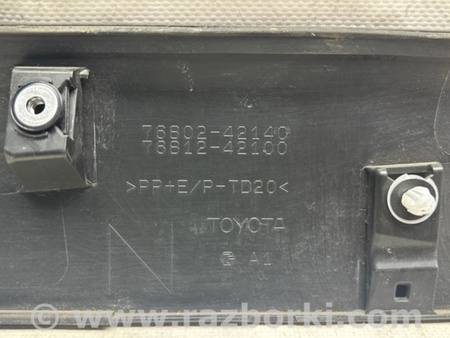 76802-42140
76812-42100
>PP+E/P-TD20<
TOYOTA
N
A1
www.razborki.com